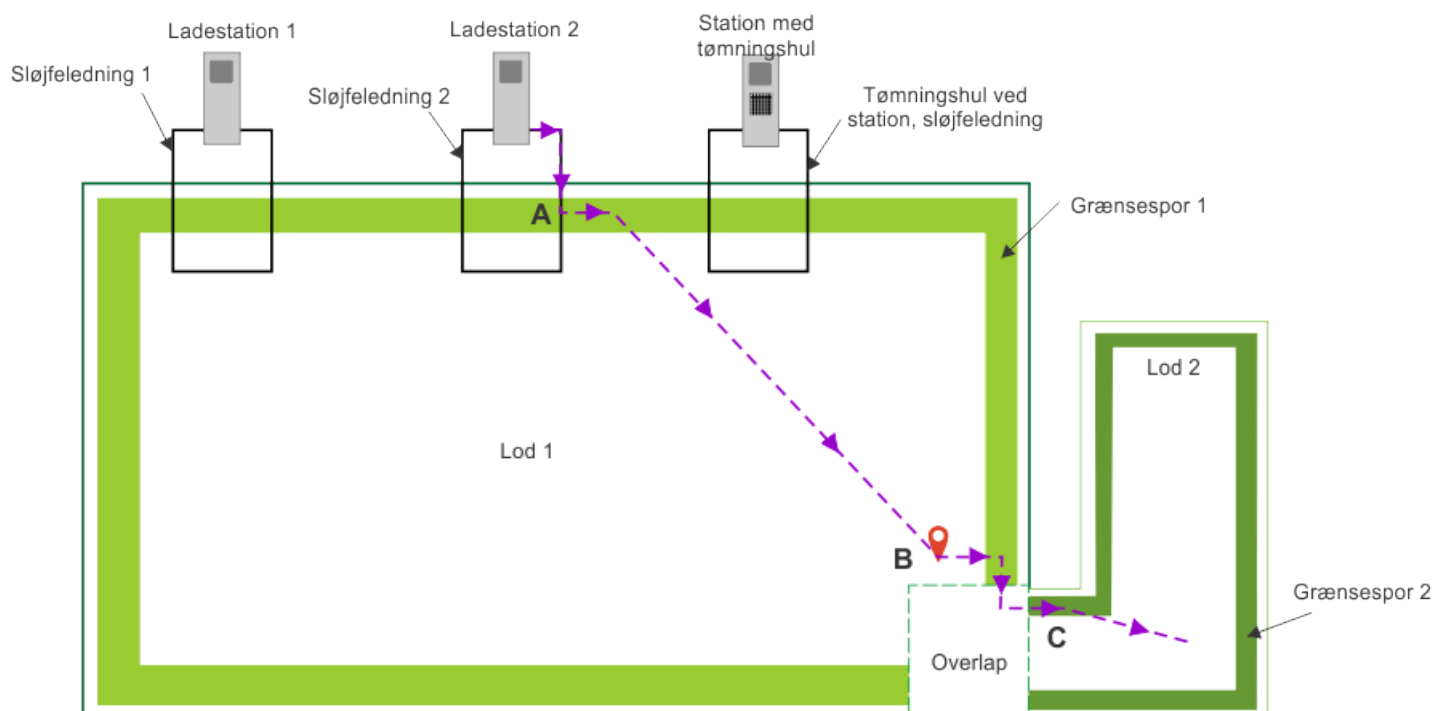 Ladestation 1
Ladestation 2
Station med
tømningshul
Sløjfeledning 1
Sløjfeledning 2
Tømningshul ved
station, sløjfeledning
Grænsespor 1
A
Lod 2
Lod 1
B
Grænsespor 2
C
Overlap